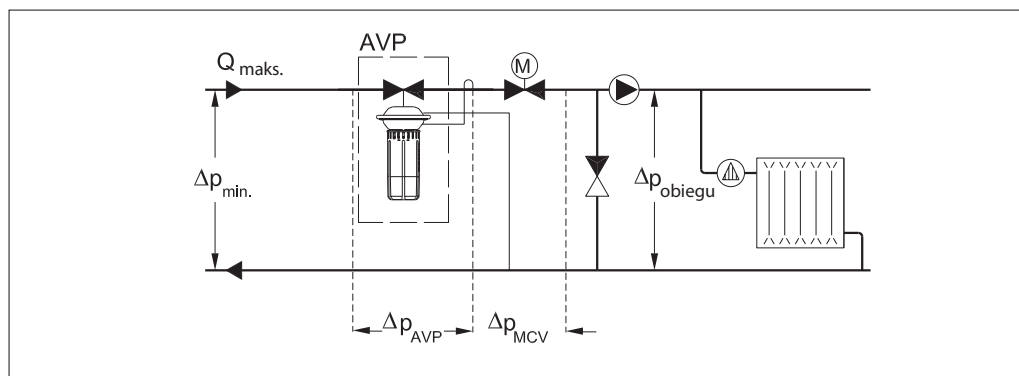 AVP
Q maks.
M
Δp min.
Δp obiegu
Δp AVP
Δp MCV